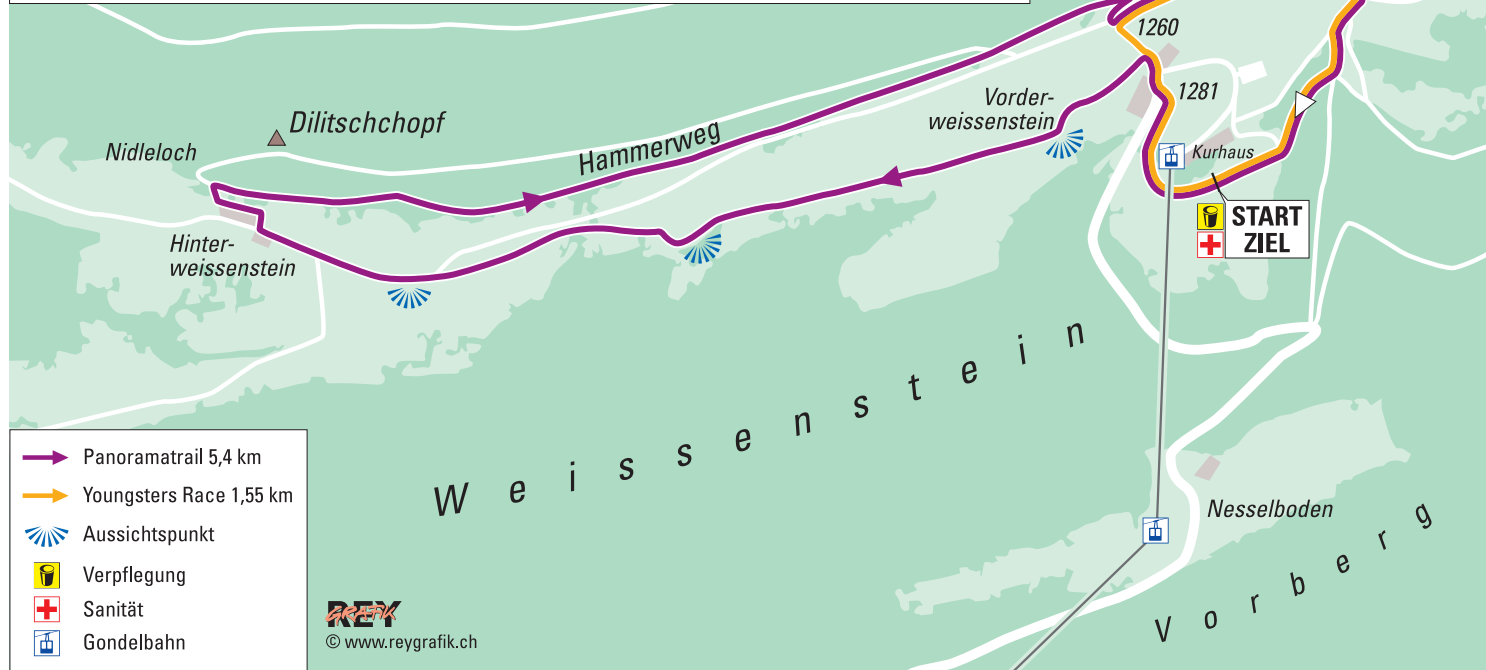 1260
1281
Vorder-
weissenstein
Kurhaus
Dilitschchopf
Nidleloch
Hammerweg
START
ZIEL
Hinter-
weissenstein
Weissenstein
Nesselboden
Vorberg
Panoramatrail 5,4 km
Youngsters Race 1,55 km
Aussichtspunkt
Verpflegung
Sanität
Gondelbahn
REY
GRAFIK
© www.reygrafik.ch